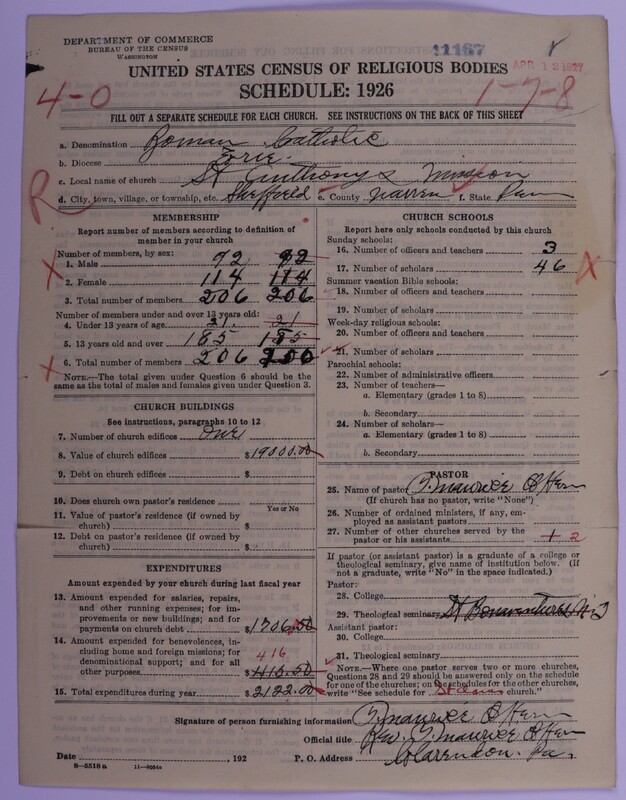 DEPARTMENT OF COMMERCE
BUREAU OF THE CENSUS
WASHINGTON
11167
APR 12 1927
UNITED STATES CENSUS OF RELIGIOUS BODIES
SCHEDULE: 1926
4-0
1-7-8
FILL OUT A SEPARATE SCHEDULE FOR EACH CHURCH. SEE INSTRUCTIONS ON THE BACK OF THIS SHEET
a. Denomination Roman Catholic
b. Diocese Erie.
c. Local name of church St Anthonys Mission
R
d. City, town, village, or township, etc. Sheffield e. County Warren f. State Penn
MEMBERSHIP
Report number of members according to definition of member in your church
Number of members, by sex:
1. Male 92 92
2. Female 114 114
3. Total number of members 206 206
Number of members under and over 13 years old:
4. Under 13 years of age 21. 21
5. 13 years old and over 185 185
6. Total number of members 206
NOTE.—The total given under Question 6 should be the same as the total of males and females given under Question 3.
CHURCH BUILDINGS
See instructions, paragraphs 10 to 12
7. Number of church edifices One
8. Value of church edifices $19000.00
9. Debt on church edifices $
10. Does church own pastor's residence
Yes or No
11. Value of pastor's residence (if owned by church) $
12. Debt on pastor's residence (if owned by church) $
EXPENDITURES
Amount expended by your church during last fiscal year
13. Amount expended for salaries, repairs, and other running expenses; for improvements or new buildings; and for payments on church debt $1706.50
14. Amount expended for benevolences, including home and foreign missions; for denominational support; and for all other purposes 416 $415.50
15. Total expenditures during year $2122.00
CHURCH SCHOOLS
Report here only schools conducted by this church
Sunday schools:
16. Number of officers and teachers 3
17. Number of scholars 46
Summer vacation Bible schools:
18. Number of officers and teachers
19. Number of scholars
Week-day religious schools:
20. Number of officers and teachers
21. Number of scholars
Parochial schools:
22. Number of administrative officers
23. Number of teachers—
a. Elementary (grades 1 to 8)
b. Secondary
24. Number of scholars—
a. Elementary (grades 1 to 8)
b. Secondary
PASTOR
25. Name of pastor T. Maurice O'Hern
(If church has no pastor, write "None")
26. Number of ordained ministers, if any, employed as assistant pastors
27. Number of other churches served by the pastor or his assistants 1 2
If pastor (or assistant pastor) is a graduate of a college or theological seminary, give name of institution below. (If not a graduate, write "No" in the space indicated.)
Pastor:
28. College
29. Theological seminary St Bonaventures
Assistant pastor:
30. College
31. Theological seminary
NOTE.—Where one pastor serves two or more churches, Questions 28 and 29 should be answered only on the schedule for one of the churches; on the schedules for the other churches, write "See schedule for St Clara church."
Signature of person furnishing information T. Maurice O'Hern
Official title Rev. T. Maurice O'Hern
Date , 192 P. O. Address Clarendon. Pa.
8—5518a 11—9054a